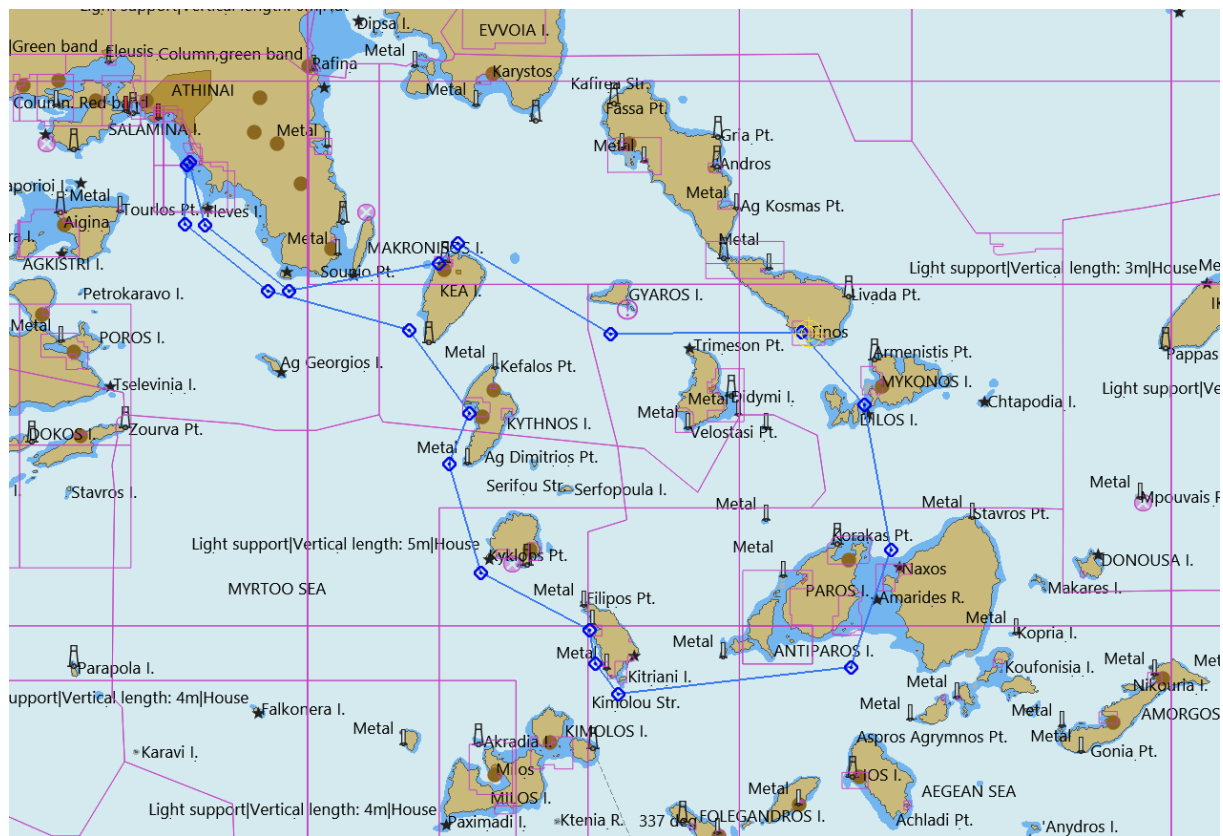 Dipsa I.
EVVOIA I.
Green band
Eleusis
Column,green band
Metal
Rafina
Karystos
ATHINAI
Metal
Kafireu Str.
Column, Red band
Fassa Pt.
SALAMINA I.
Metal
Gria Pt.
Metal
Andros
Metal
Metal
Tourlos Pt.
Fleves I.
Aigina
Ag Kosmas Pt.
ra I.
Metal
MAKRONISOS I.
Metal
AGKISTRI I.
Sounio Pt.
Light support|Vertical length: 3m|House
Petrokaravo I.
KEA I.
GYAROS I.
Livada Pt.
Metal
Tinos
POROS I.
Metal
Trimeson Pt.
Armenistis Pt.
Pappas
Ag Georgios I.
Kefalos Pt.
MYKONOS I.
Tselevinia I.
Metal
Didymi I.
Chtapodia I.
DOKOS I.
Zourva Pt.
KYTHNOS I.
Metal
Velostasi Pt.
DILOS I.
Metal
Ag Dimitrios Pt.
Stavros I.
Serifou Str.
Serfopoula I.
Metal
Metal
Metal
Stavros Pt.
Light support|Vertical length: 5m|House
Kyklops Pt.
Korakas Pt.
Metal
DONOUSA I.
Naxos
MYRTOO SEA
Metal
Filipos Pt.
PAROS I.
Amarides R.
Makares I.
Metal
Kopria I.
Metal
Metal
ANTIPAROS I.
Parapola I.
Kitriani I.
Koufonisia I.
Metal
Nikouria I.
support|Vertical length: 4m|House
Kimolou Str.
Metal
Falkonera I.
Metal
Metal
AMORGOS
Metal
Akradia I.
KIMOLOS I.
Aspros Agrymnos Pt.
Metal
Gonia Pt.
Karavi I.
Milos
IOS I.
MILOS I.
Metal
AEGEAN SEA
Light support|Vertical length: 4m|House
Paximadi I.
Ktenia R.
337 deg
FOLEGANDROS I.
Achladi Pt.
Anydros I.